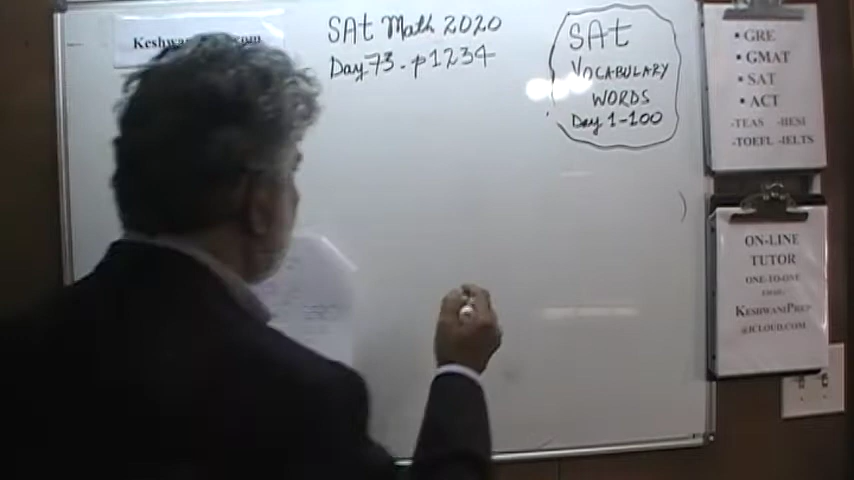 SAt Math 2020
Day 73 - p1234
SAt
VOCABULARY
WORDS
Day 1-100
• GRE
• GMAT
• SAT
• ACT
-TEAS -HESI
-TOEFL -IELTS
ON-LINE
TUTOR
ONE-TO-ONE
KESHWANIPREP
@ICLOUD.COM